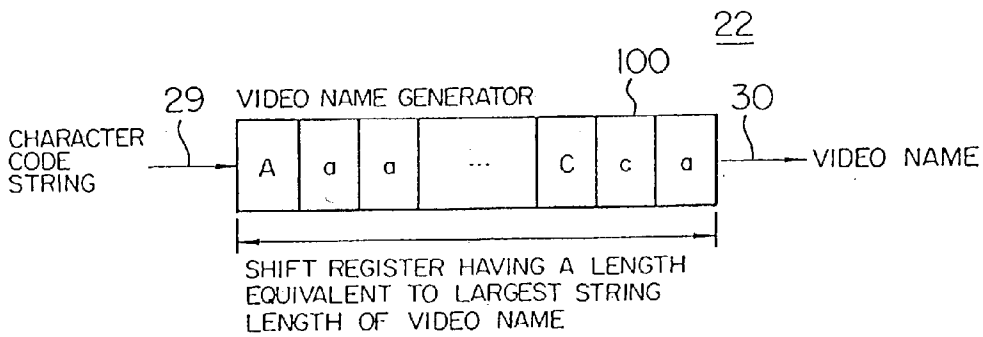 22
100
29
VIDEO NAME GENERATOR
30
CHARACTER
CODE
STRING
A a a ... C c a
VIDEO NAME
SHIFT REGISTER HAVING A LENGTH
EQUIVALENT TO LARGEST STRING
LENGTH OF VIDEO NAME